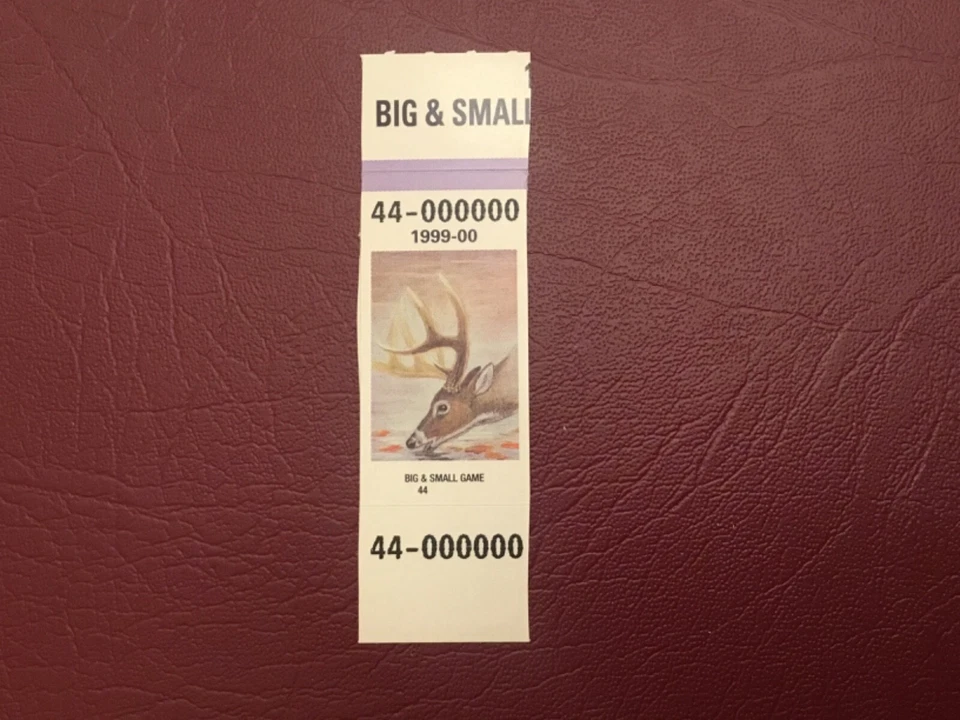 BIG & SMALL
44-000000
1999-00
BIG & SMALL GAME
44
44-000000